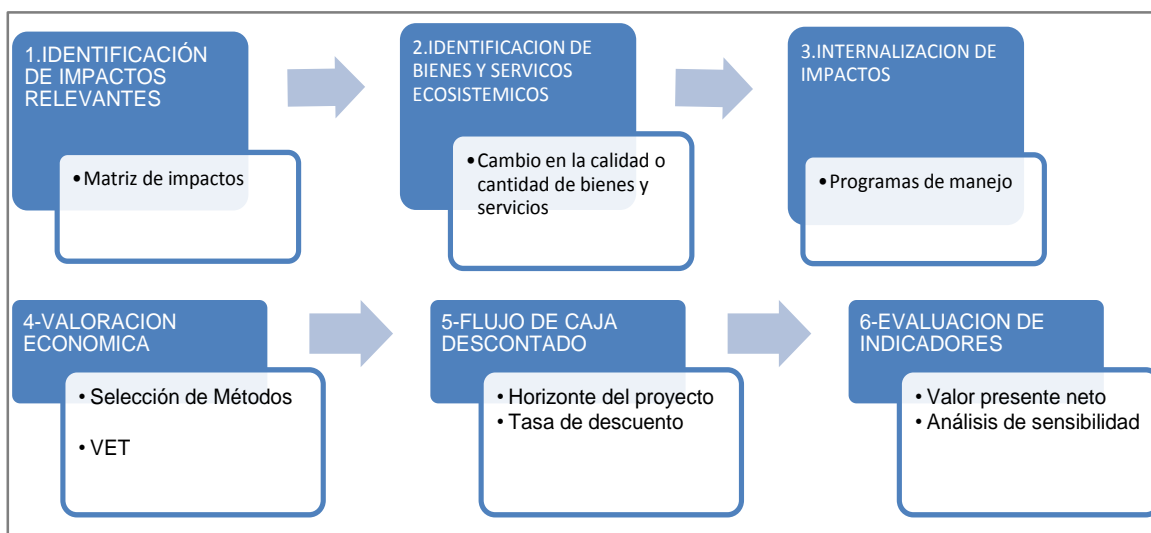 1.IDENTIFICACIÓN
DE IMPACTOS
RELEVANTES
•Matriz de impactos
2.IDENTIFICACION DE
BIENES Y SERVICOS
ECOSISTEMICOS
•Cambio en la calidad o
cantidad de bienes y
servicios
3.INTERNALIZACION DE
IMPACTOS
•Programas de manejo
4-VALORACION
ECONOMICA
• Selección de Métodos
• VET
5-FLUJO DE CAJA
DESCONTADO
• Horizonte del proyecto
• Tasa de descuento
6-EVALUACION DE
INDICADORES
• Valor presente neto
• Análisis de sensibilidad